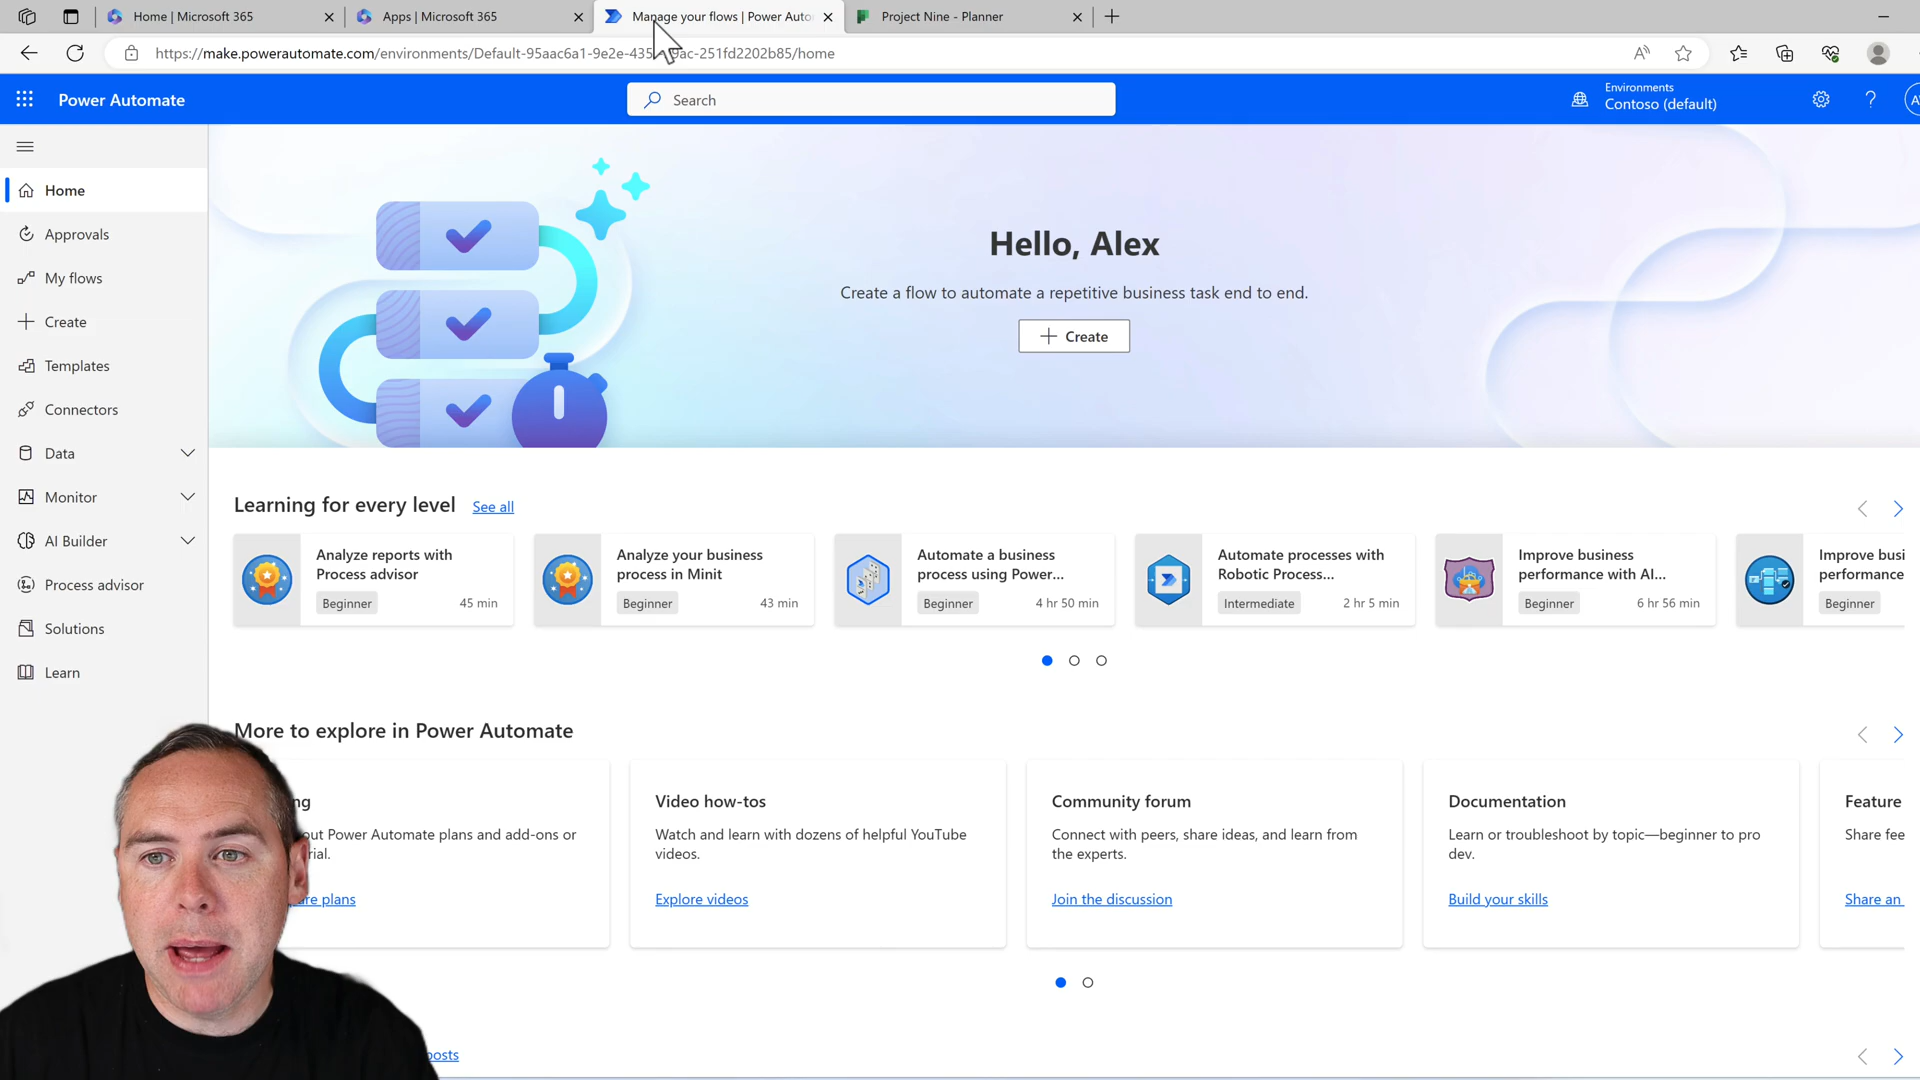 Home | Microsoft 365
Apps | Microsoft 365
Manage your flows | Power Auto
Project Nine - Planner
https://make.powerautomate.com/environments/Default-95aac6a1-9e2e-435 9ac-251fd2202b85/home
Power Automate
Search
Environments
Contoso (default)
Home
Approvals
My flows
Create
Templates
Connectors
Data
Monitor
AI Builder
Process advisor
Solutions
Learn
Hello, Alex
Create a flow to automate a repetitive business task end to end.
Create
Learning for every level See all
Analyze reports with
Process advisor
Beginner 45 min
Analyze your business
process in Minit
Beginner 43 min
Automate a business
process using Power...
Beginner 4 hr 50 min
Automate processes with
Robotic Process...
Intermediate 2 hr 5 min
Improve business
performance with AI...
Beginner 6 hr 56 min
Improve busi
performance
Beginner
More to explore in Power Automate
ng
out Power Automate plans and add-ons or
rial.
are plans
Video how-tos
Watch and learn with dozens of helpful YouTube
videos.
Explore videos
Community forum
Connect with peers, share ideas, and learn from
the experts.
Join the discussion
Documentation
Learn or troubleshoot by topic—beginner to pro
dev.
Build your skills
Feature
Share fee
Share an
posts